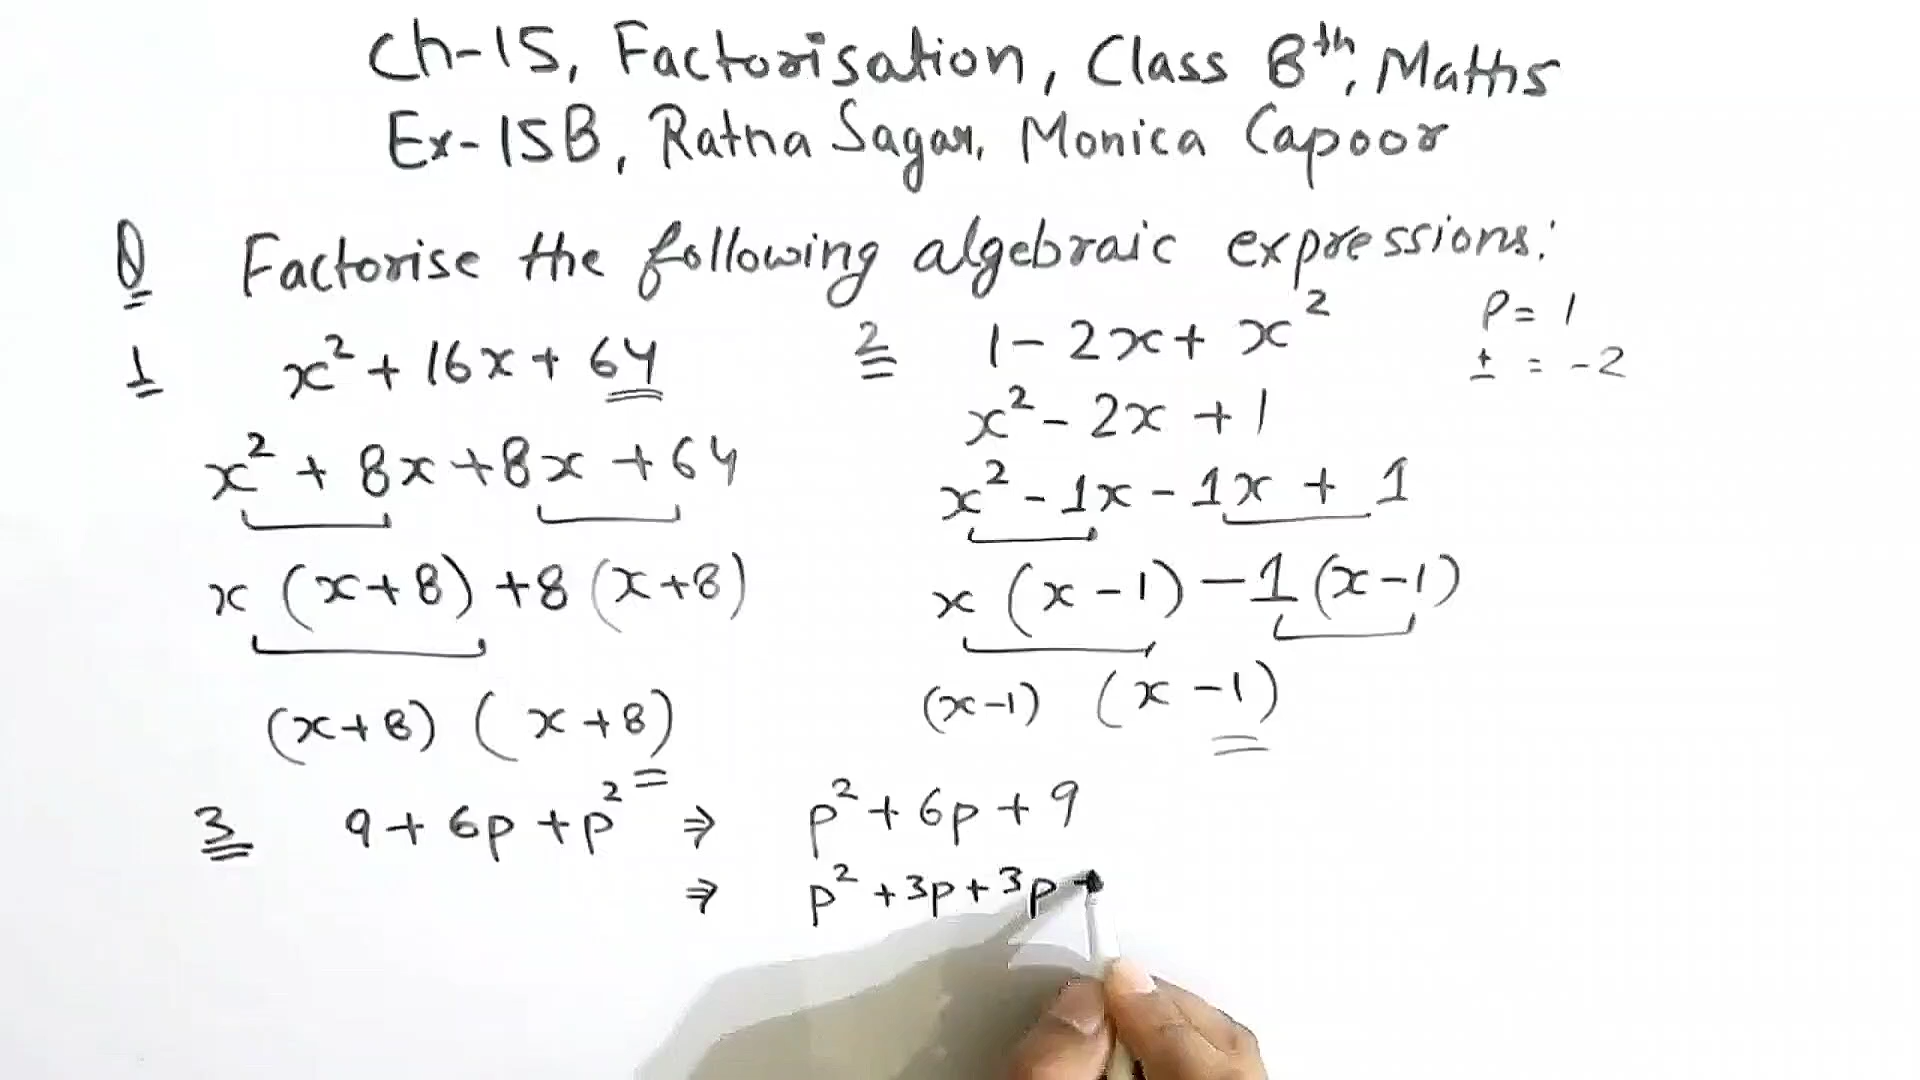 Ch-15, Factorisation, Class 8th, Maths
Ex-15B, Ratna Sagar, Monica Capoor
Q Factorise the following algebraic expressions:
1 x² + 16x + 64
x² + 8x + 8x + 64
x (x+8) + 8 (x+8)
(x+8) (x+8)
2 1 - 2x + x²
P = 1
± = -2
x² - 2x + 1
x² - 1x - 1x + 1
x (x - 1) - 1 (x - 1)
(x-1) (x - 1)
3 9 + 6p + p² ⇒ p² + 6p + 9
⇒ p² + 3p + 3p +